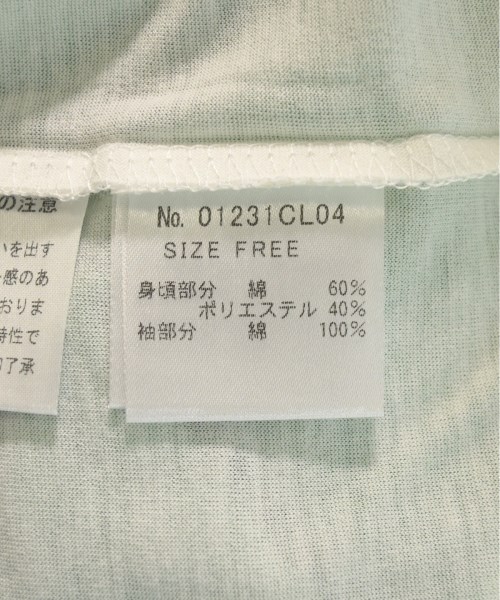 の注意
いを出す
感のあ
おりま
特性で
了承
No. 01231CL04
SIZE FREE
身頃部分 綿 60%
ポリエステル 40%
袖部分 綿 100%